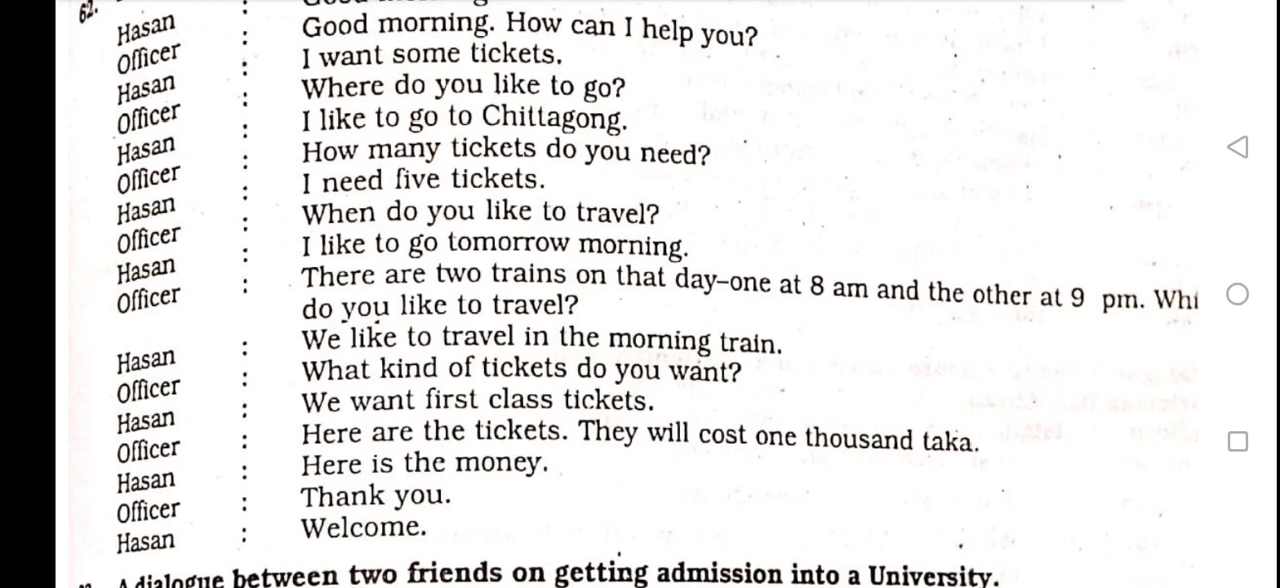 62. Hasan :
Officer : Good morning. How can I help you?
Hasan : I want some tickets.
Officer : Where do you like to go?
Hasan : I like to go to Chittagong.
Officer : How many tickets do you need?
Hasan : I need five tickets.
Officer : When do you like to travel?
Hasan : I like to go tomorrow morning.
Officer : There are two trains on that day-one at 8 am and the other at 9 pm. Whi
do you like to travel?
Hasan : We like to travel in the morning train.
Officer : What kind of tickets do you want?
Hasan : We want first class tickets.
Officer : Here are the tickets. They will cost one thousand taka.
Hasan : Here is the money.
Officer : Thank you.
Hasan : Welcome.
A dialogue between two friends on getting admission into a University.